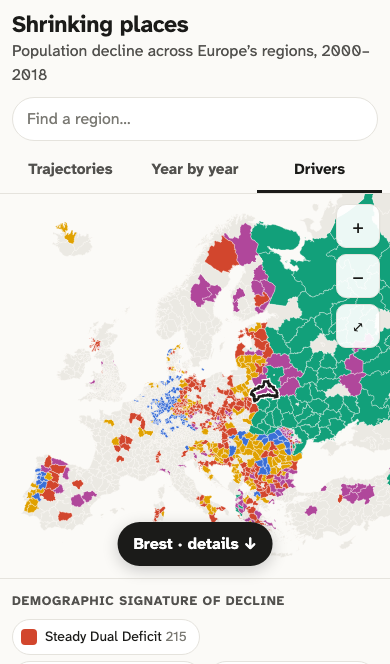 Shrinking places
Population decline across Europe's regions, 2000–
2018
Find a region...
Trajectories
Year by year
Drivers
+
−
⤢
Brest · details ↓
DEMOGRAPHIC SIGNATURE OF DECLINE
Steady Dual Deficit 215